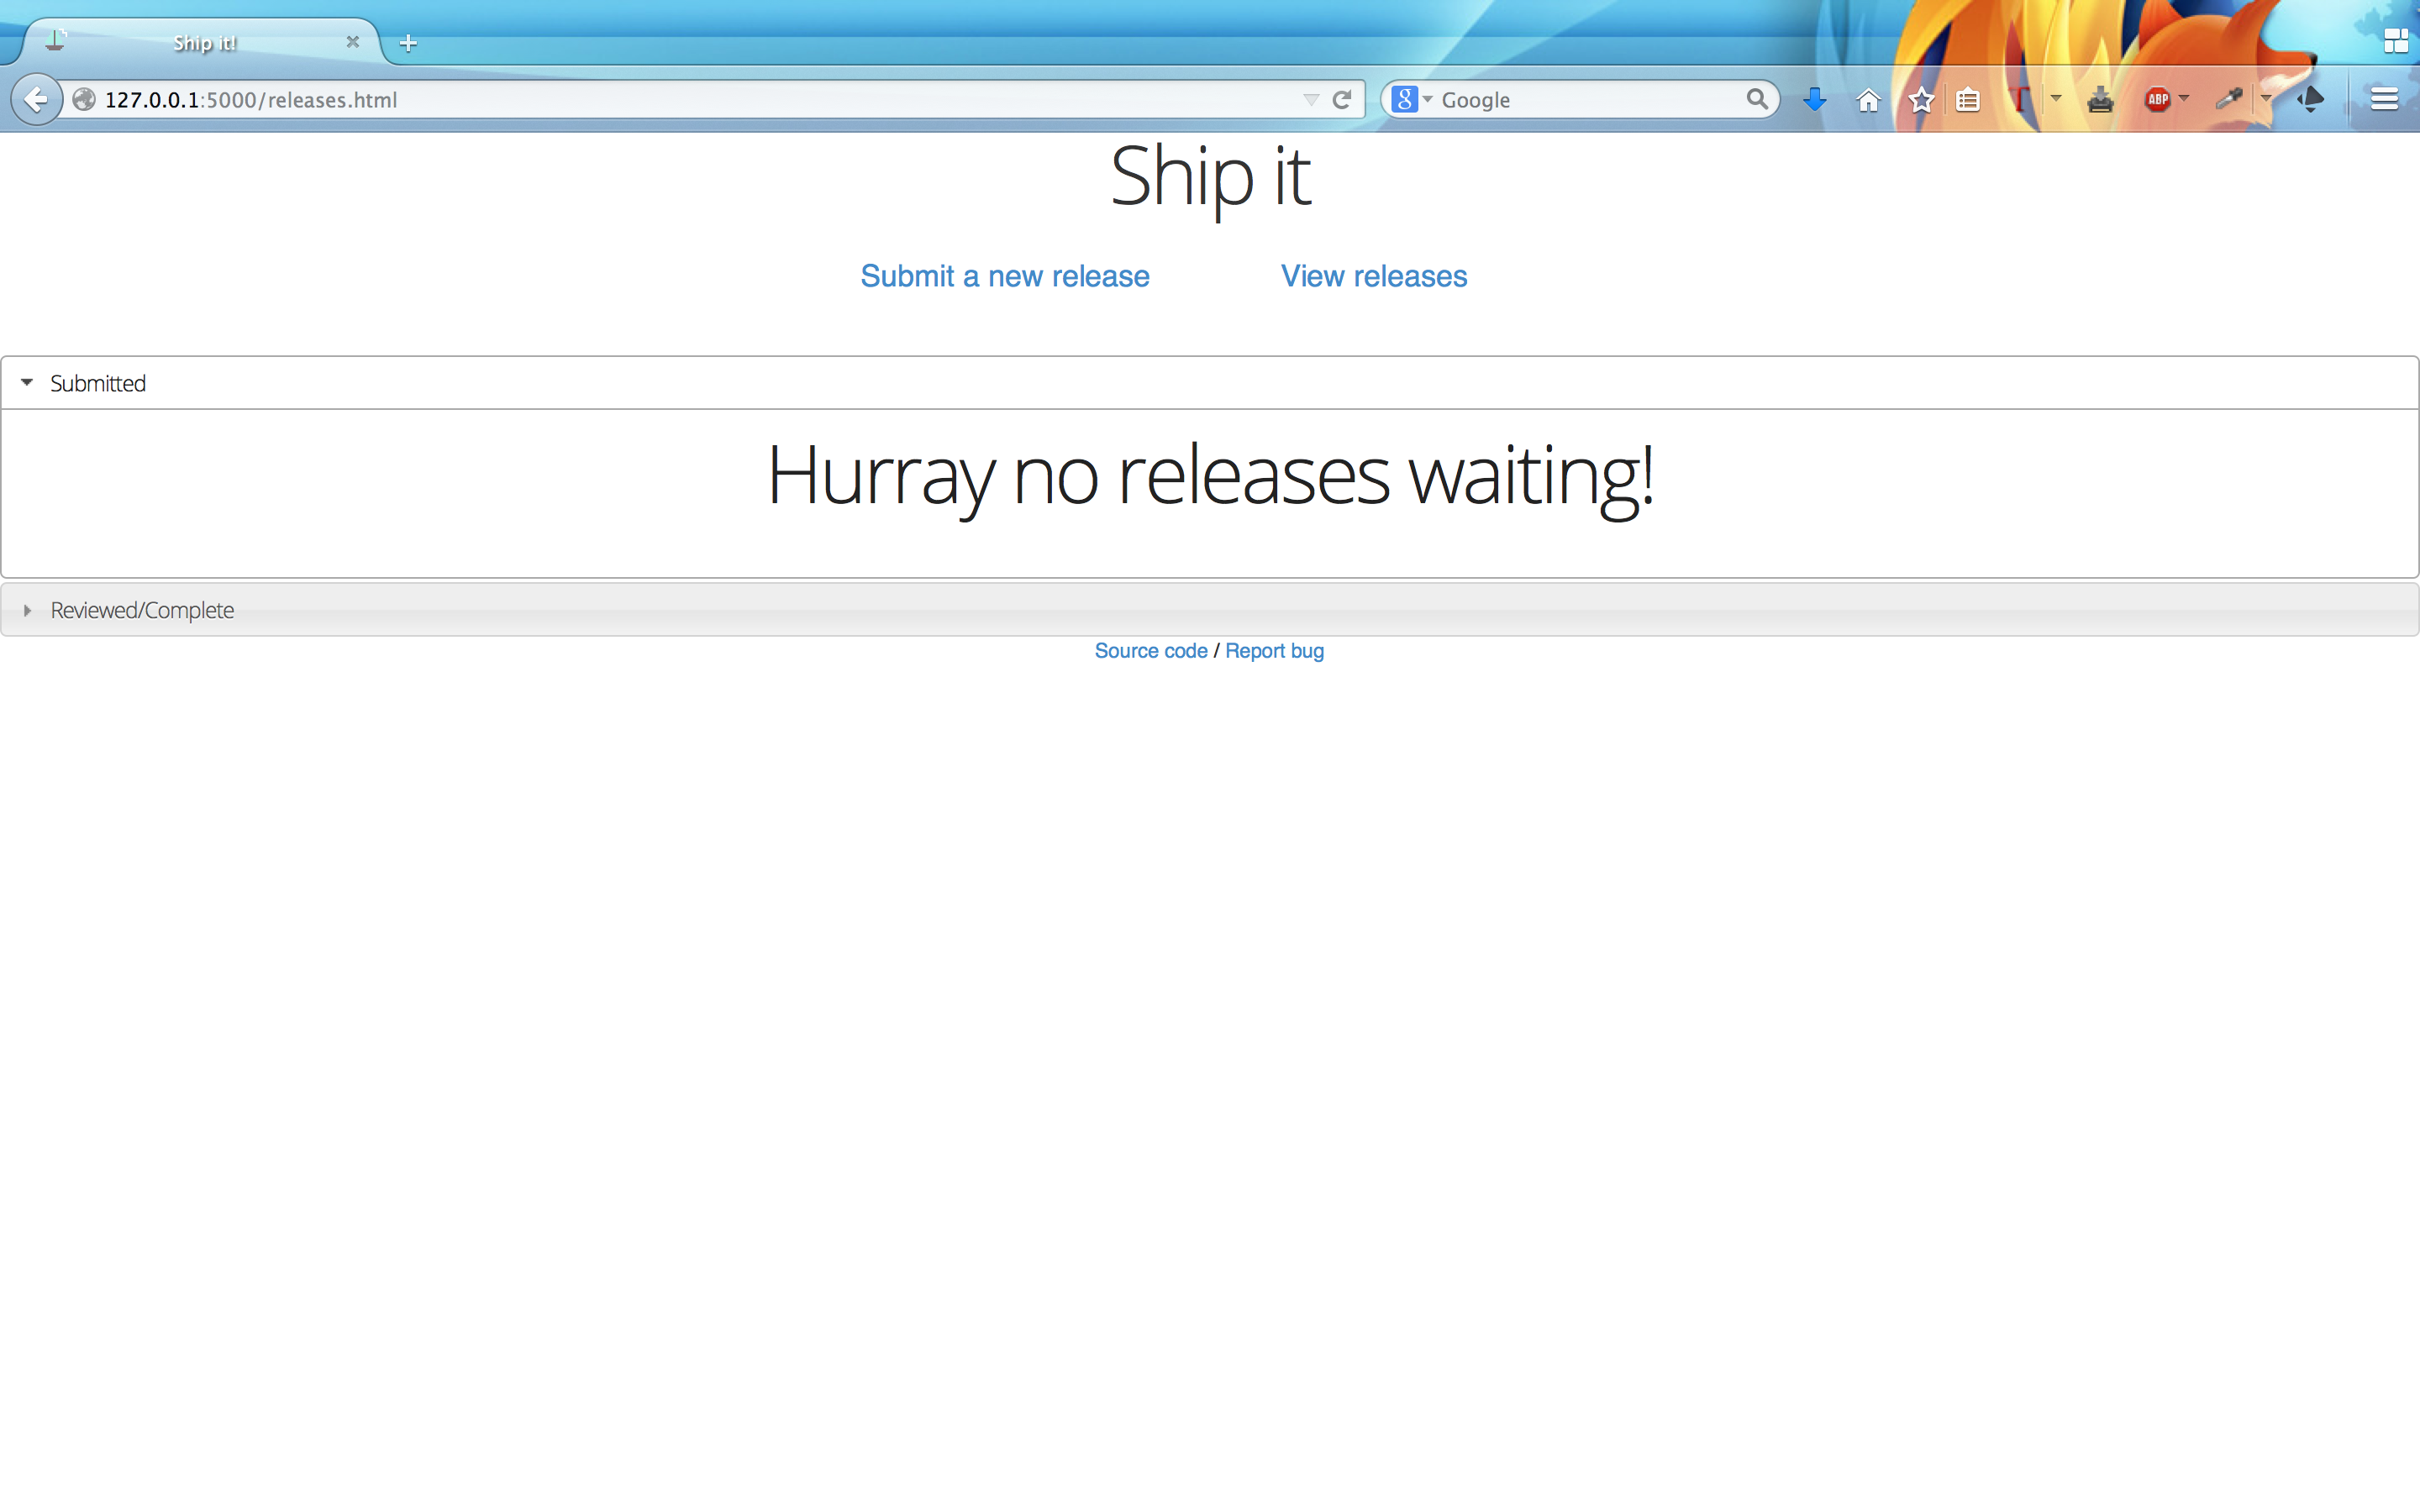 Ship it!
127.0.0.1:5000/releases.html
Google
ABP
Ship it
Submit a new release View releases
Submitted
Hurray no releases waiting!
Reviewed/Complete
Source code / Report bug